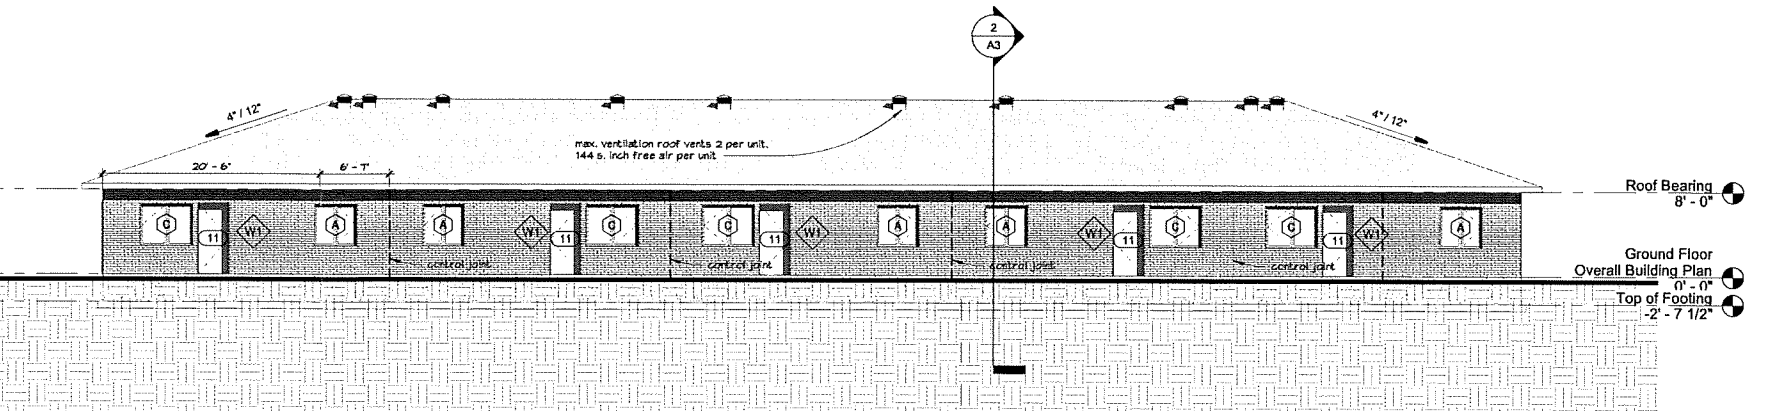 2
A3
4" / 12"
4" / 12"
max. ventilation roof vents 2 per unit.
144 s. inch free air per unit
20' - 6"
6' - 7"
Roof Bearing
8' - 0"
C
A
A
C
C
A
A
C
C
A
11
W1
W1
11
11
W1
W1
11
11
W1
control joint
control joint
control joint
control joint
Ground Floor
Overall Building Plan
0' - 0"
Top of Footing
-2' - 7 1/2"